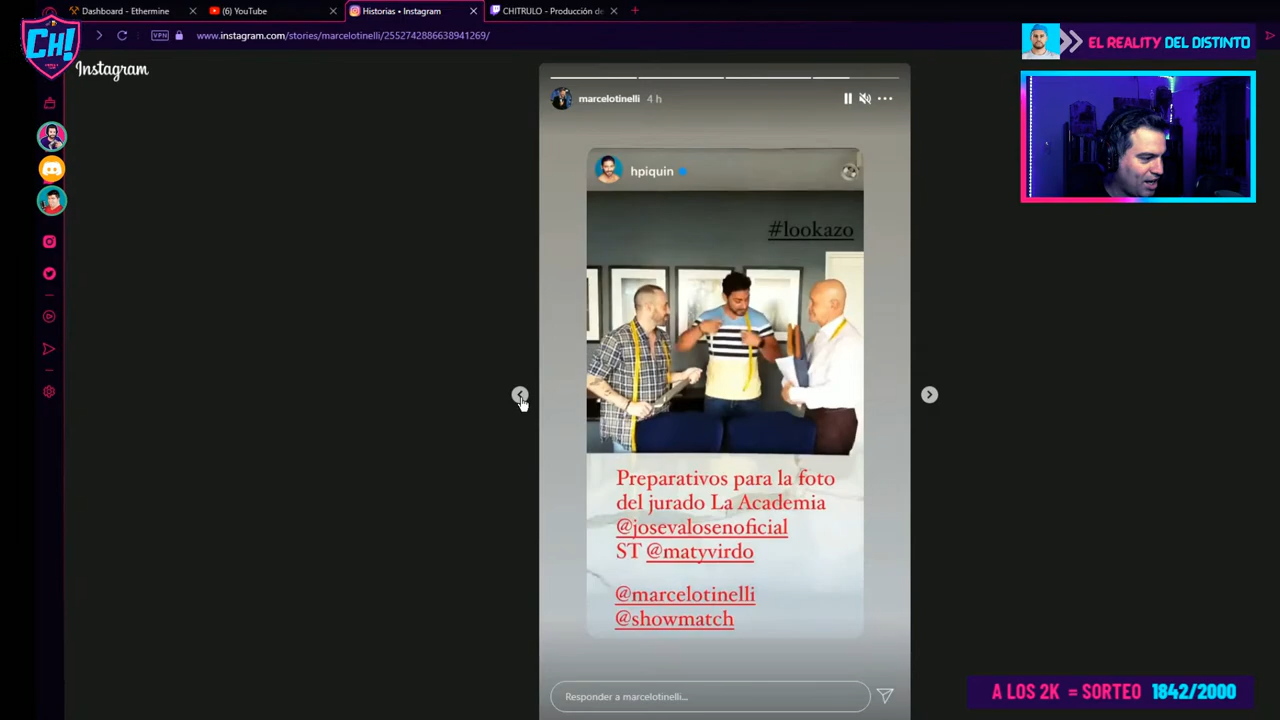 Dashboard - Ethermine
(6) YouTube
Historias • Instagram
CHITRULO - Producción de
VPN
www.instagram.com/stories/marcelotinelli/2552742886638941269/
CH!
Instagram
EL REALITY DEL DISTINTO
marcelotinelli 4 h
hpiquin
#lookazo
Preparativos para la foto
del jurado La Academia
@josevalosenoficial
ST @matyvirdo
@marcelotinelli
@showmatch
Responder a marcelotinelli...
A LOS 2K = SORTEO 1842/2000